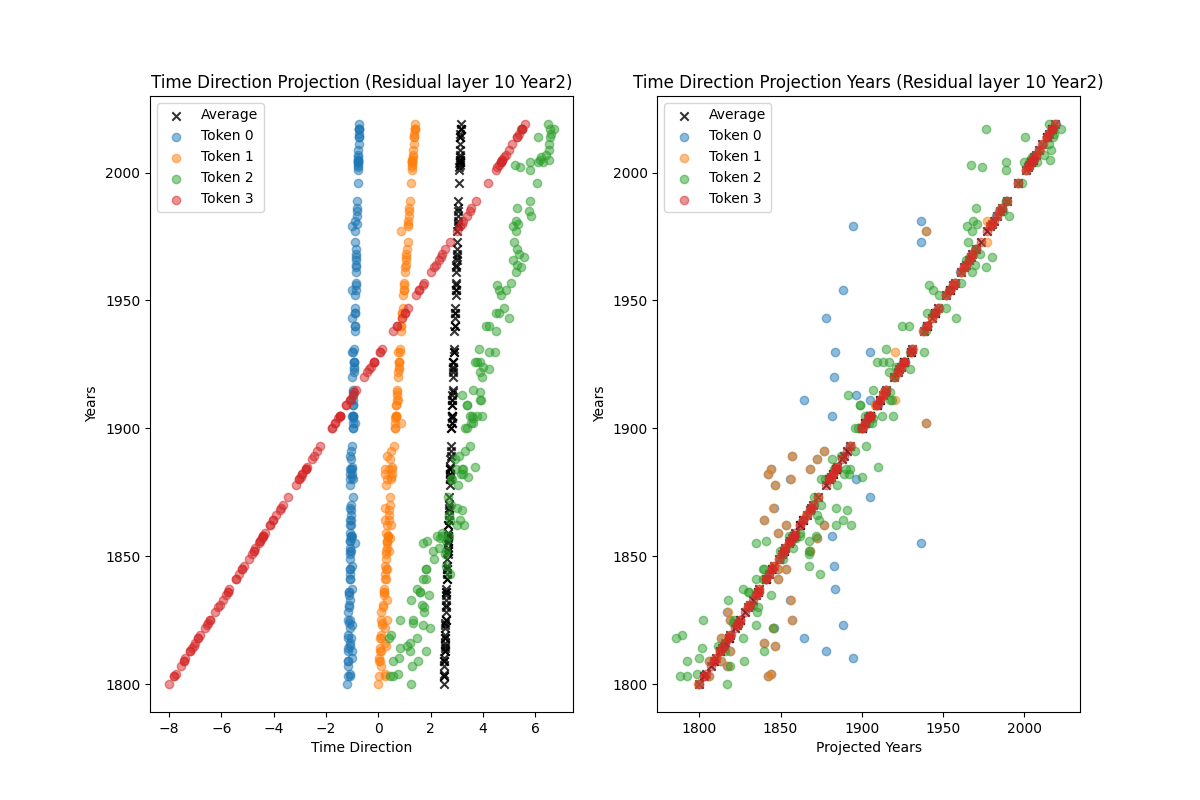 Time Direction Projection (Residual layer 10 Year2)
Average
Token 0
Token 1
Token 2
Token 3
2000
1950
1900
1850
1800
Years
−8
−6
−4
−2
0
2
4
6
Time Direction
Time Direction Projection Years (Residual layer 10 Year2)
Average
Token 0
Token 1
Token 2
Token 3
2000
1950
1900
1850
1800
Years
1800
1850
1900
1950
2000
Projected Years